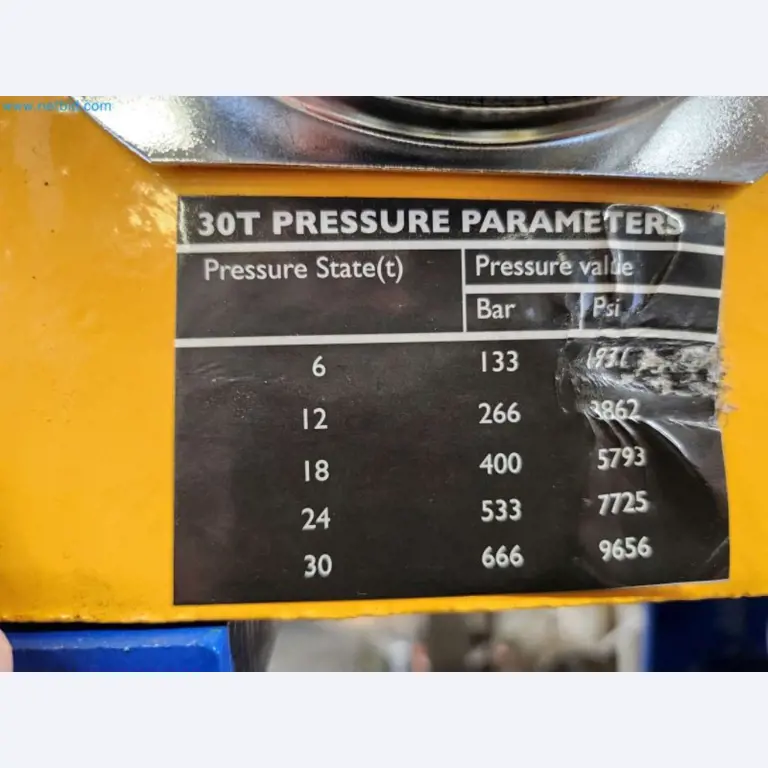 www.netbid.com
30T PRESSURE PARAMETERS
Pressure State(t) Pressure value
Bar Psi
6 133
12 266 3862
18 400 5793
24 533 7725
30 666 9656